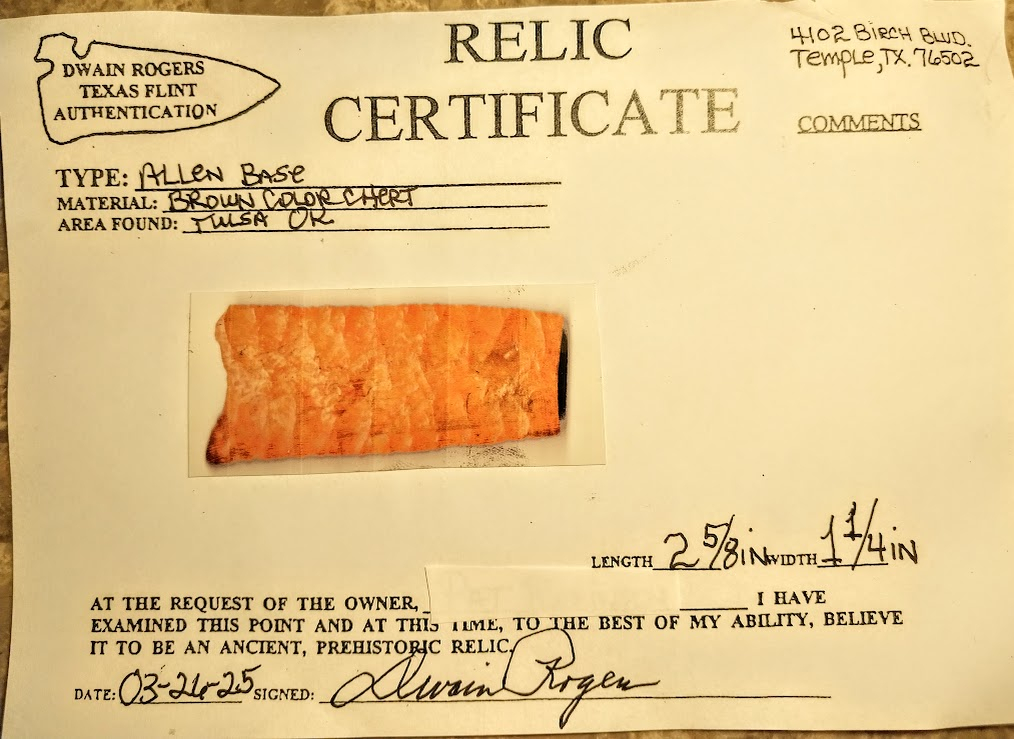 DWAIN ROGERS
TEXAS FLINT
AUTHENTICATION
RELIC
CERTIFICATE
4102 BIRCH BLVD.
Temple, TX. 76502
COMMENTS
TYPE: ALLEN BASE
MATERIAL: BROWN COLOR CHERT
AREA FOUND: TULSA OK
LENGTH 2 5/8 IN WIDTH 1 1/4 IN
AT THE REQUEST OF THE OWNER, I HAVE
EXAMINED THIS POINT AND AT THIS TIME, TO THE BEST OF MY ABILITY, BELIEVE
IT TO BE AN ANCIENT, PREHISTORIC RELIC.
DATE: 03-26-25 SIGNED: Dwain Rogers